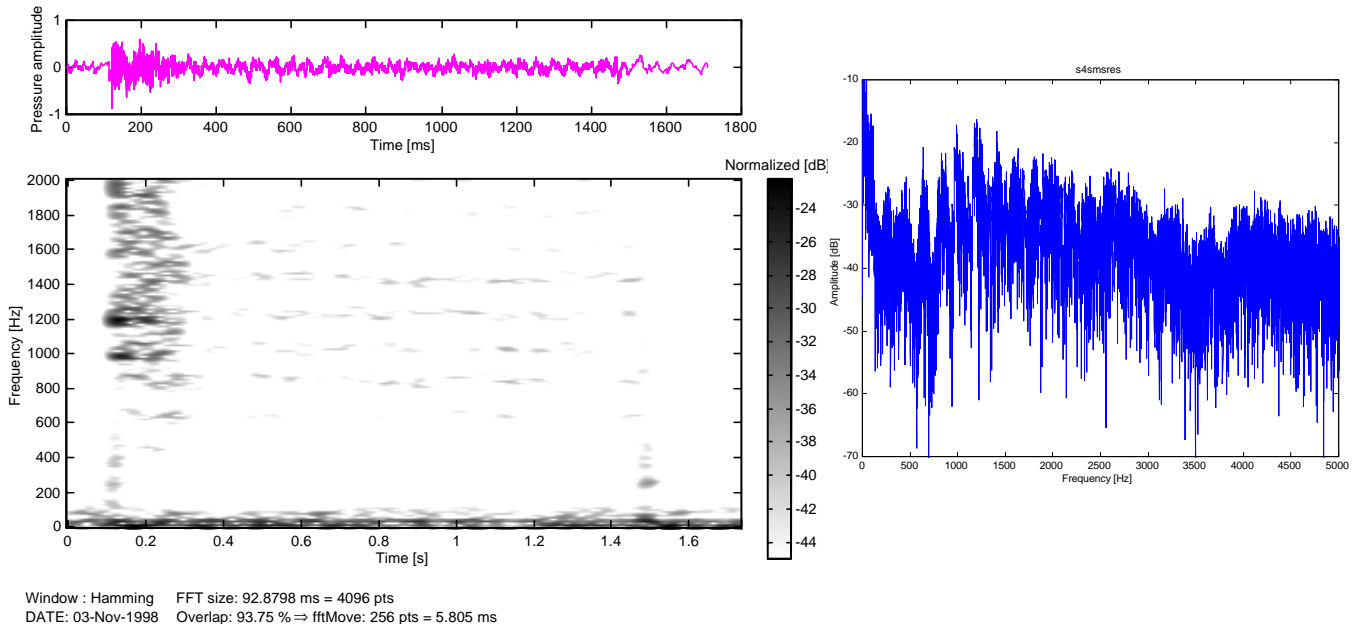 1
0
-1
Pressure amplitude
0 200 400 600 800 1000 1200 1400 1600 1800
Time [ms]
Normalized [dB]
2000
1800
1600
1400
1200
1000
800
600
400
200
0
Frequency [Hz]
0 0.2 0.4 0.6 0.8 1 1.2 1.4 1.6
Time [s]
-24
-26
-28
-30
-32
-34
-36
-38
-40
-42
-44
s4smsres
-10
-20
-30
-40
-50
-60
-70
Amplitude [dB]
0 500 1000 1500 2000 2500 3000 3500 4000 4500 5000
Frequency [Hz]
Window : Hamming FFT size: 92.8798 ms = 4096 pts
DATE: 03-Nov-1998 Overlap: 93.75 % ⇒ fftMove: 256 pts = 5.805 ms